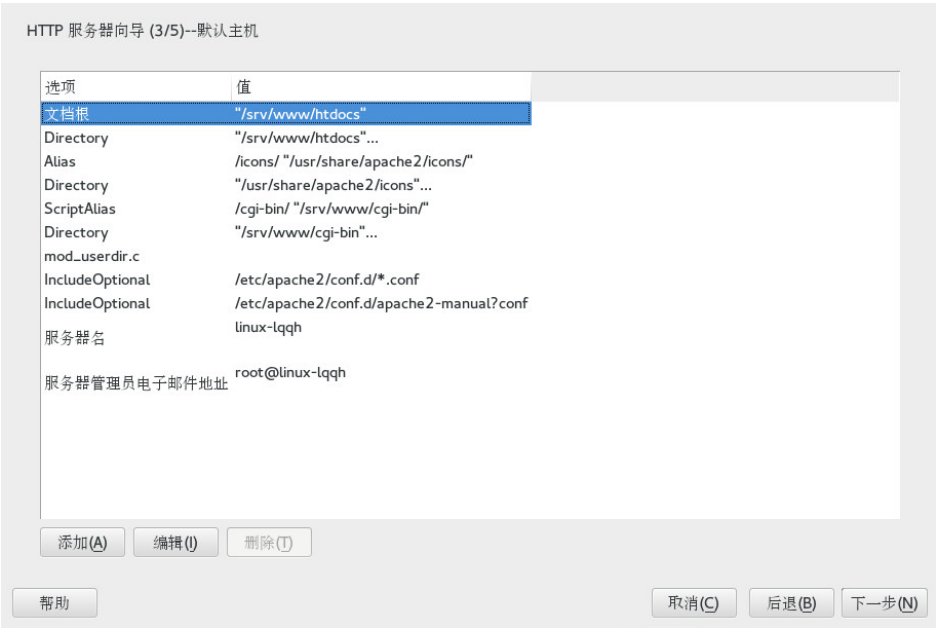 HTTP 服务器向导 (3/5)--默认主机
选项 值
文档根 "/srv/www/htdocs"
Directory "/srv/www/htdocs"...
Alias /icons/ "/usr/share/apache2/icons/"
Directory "/usr/share/apache2/icons"...
ScriptAlias /cgi-bin/ "/srv/www/cgi-bin/"
Directory "/srv/www/cgi-bin"...
mod_userdir.c
IncludeOptional /etc/apache2/conf.d/*.conf
IncludeOptional /etc/apache2/conf.d/apache2-manual?conf
服务器名 linux-lqqh
服务器管理员电子邮件地址 root@linux-lqqh
添加(A) 编辑(I) 删除(T)
帮助 取消(C) 后退(B) 下一步(N)